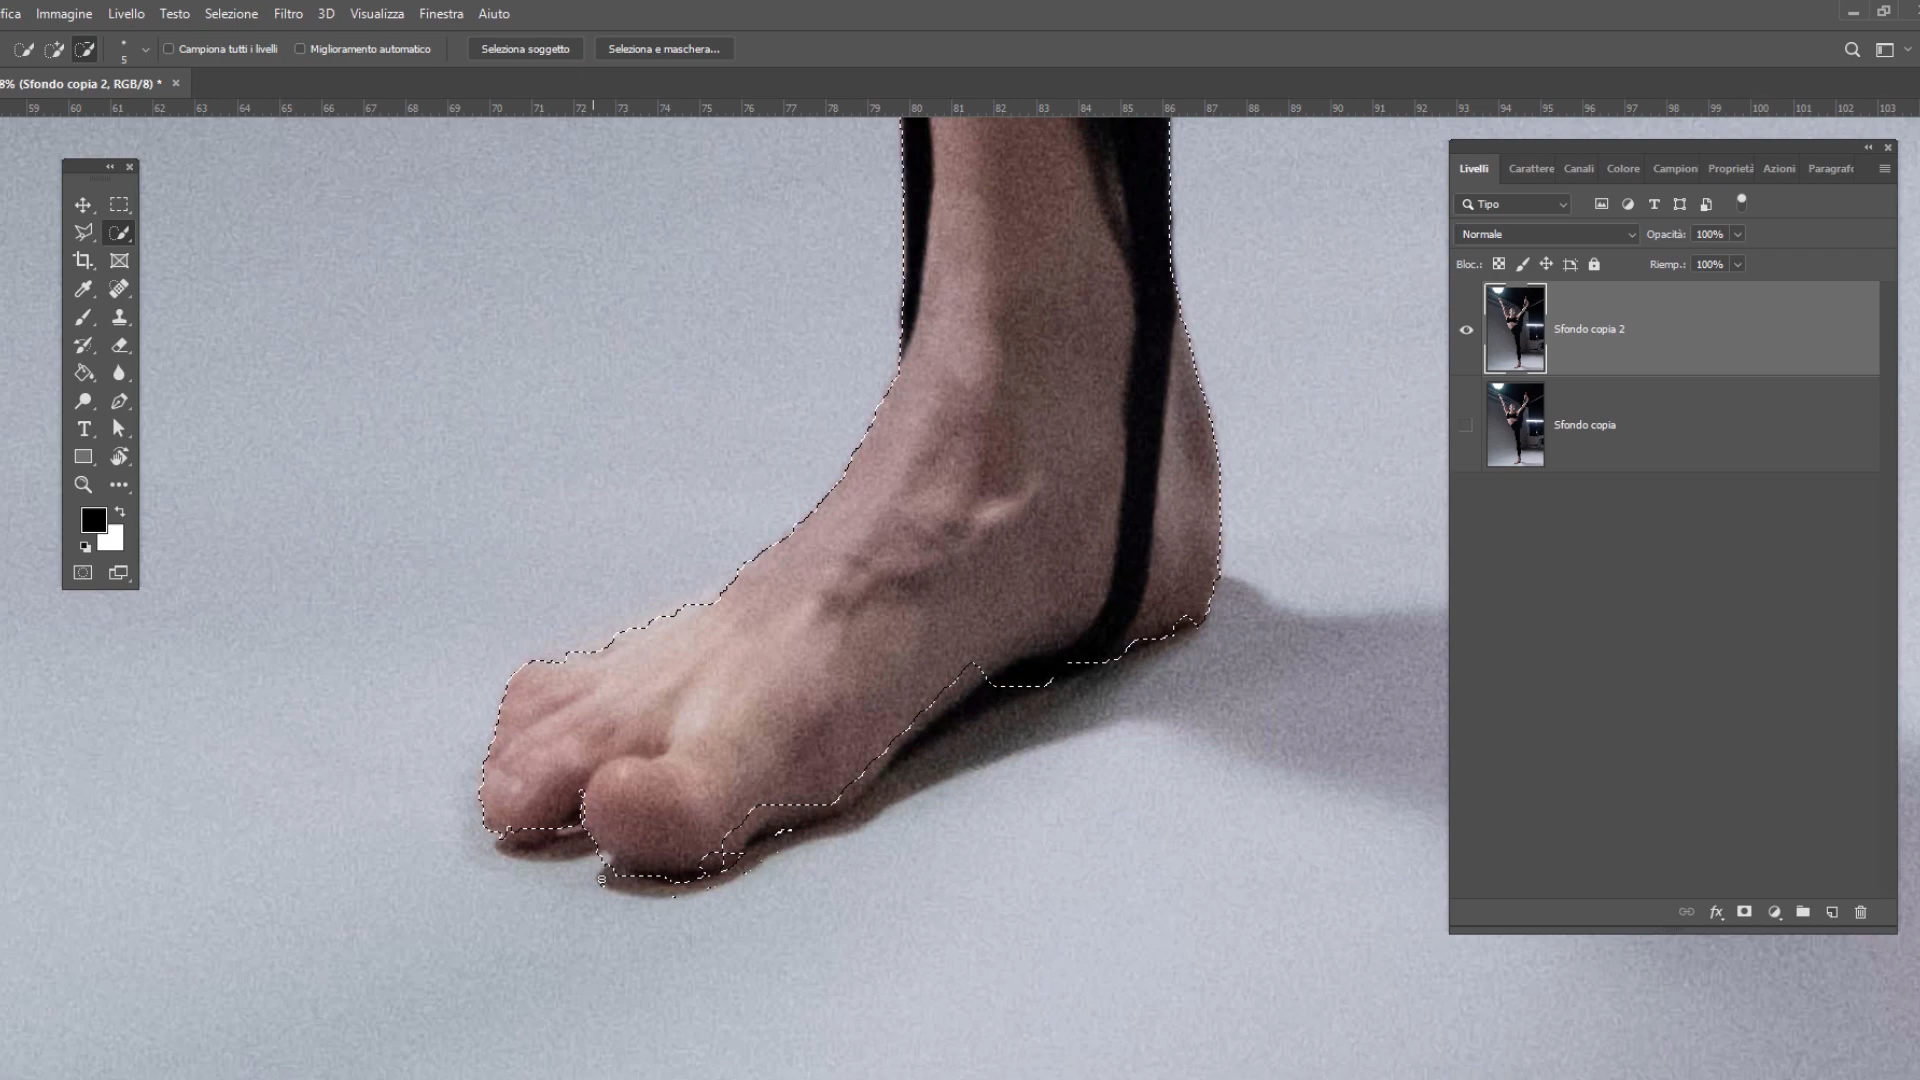 fica Immagine Livello Testo Selezione Filtro 3D Visualizza Finestra Aiuto
5 Campiona tutti i livelli Miglioramento automatico Seleziona soggetto Seleziona e maschera...
8% (Sfondo copia 2, RGB/8) * ×
59 60 61 62 63 64 65 66 67 68 69 70 71 72 73 74 75 76 77 78 79 80 81 82 83 84 85 86 87 88 89 90 91 92 93 94 95 96 97 98 99 100 101 102 103
Livelli Carattere Canali Colore Campion Proprietà Azioni Paragrafo
Tipo
Normale Opacità: 100%
Bloc.: Riemp.: 100%
Sfondo copia 2
Sfondo copia
fx